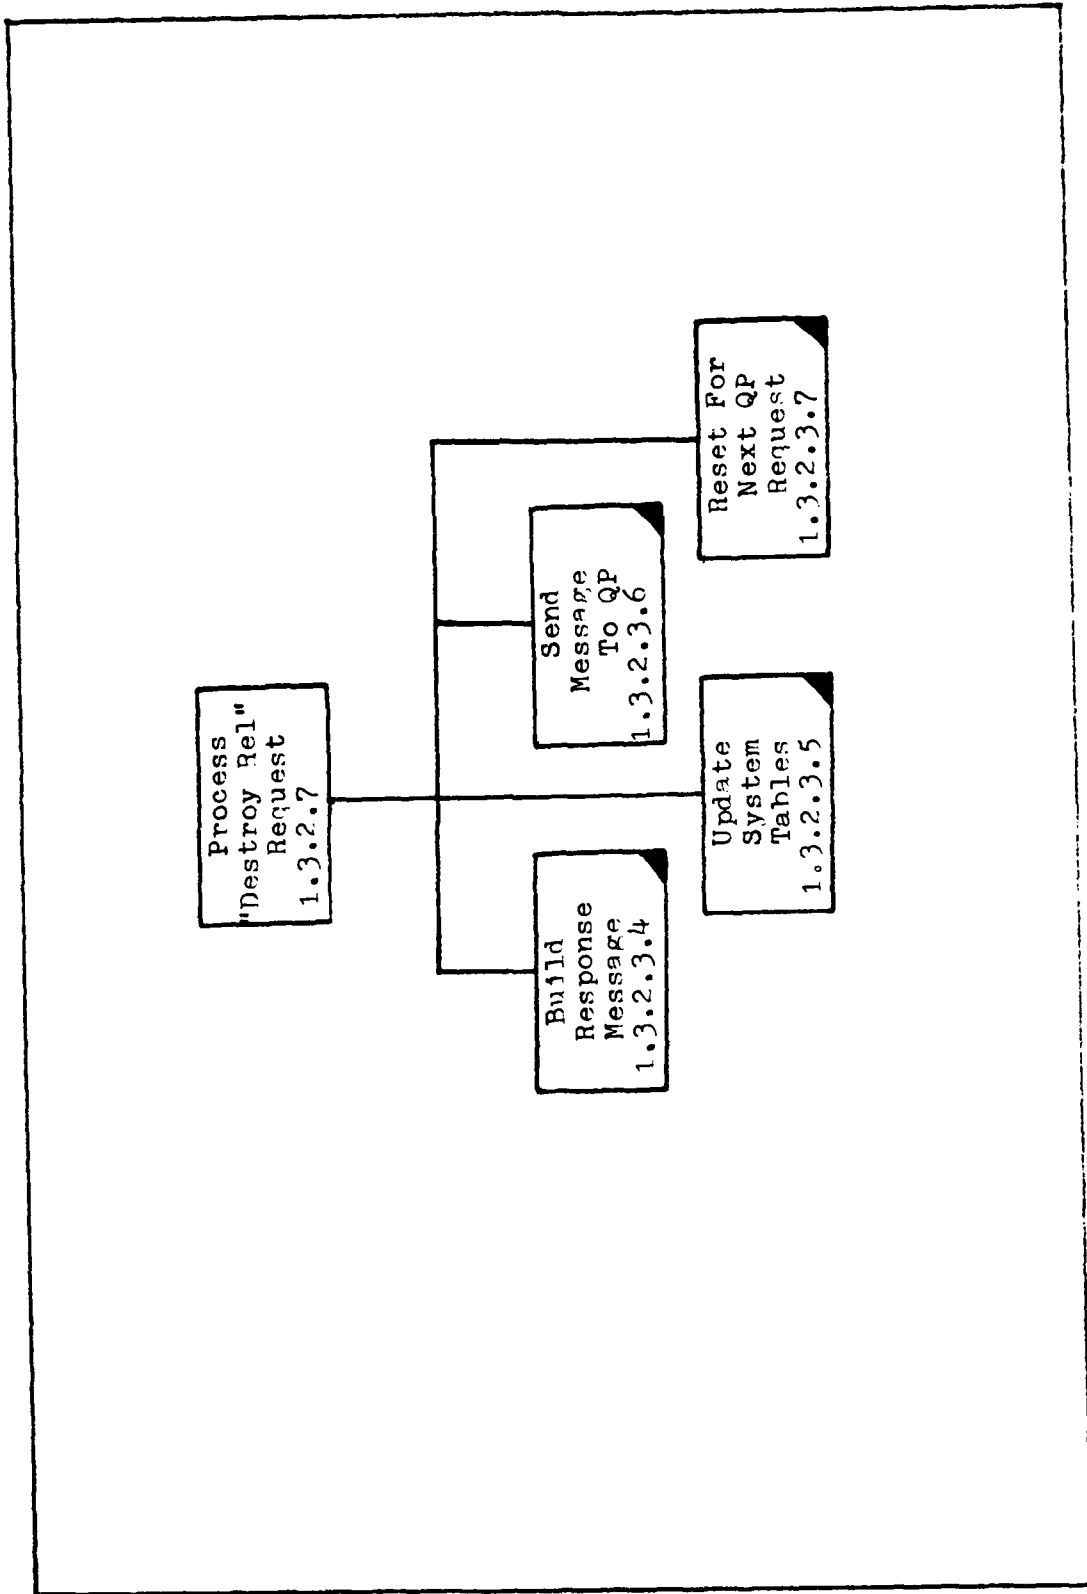 Process
"Destroy Rel"
Request
1.3.2.7
Build
Response
Message
1.3.2.3.4
Update
System
Tables
1.3.2.3.5
Send
Message
To QP
1.3.2.3.6
Reset For
Next QP
Request
1.3.2.3.7